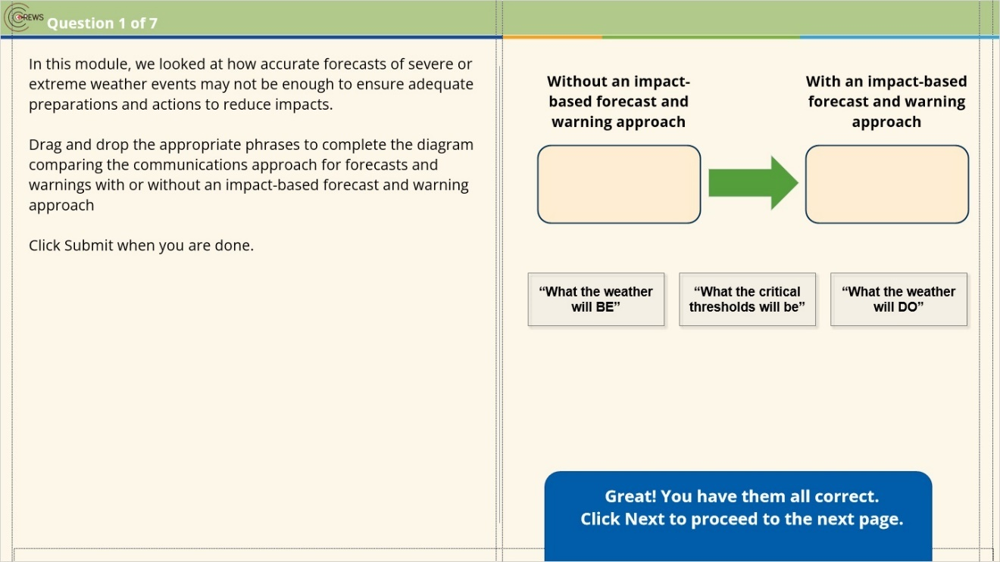 CREWS
Question 1 of 7
In this module, we looked at how accurate forecasts of severe or
extreme weather events may not be enough to ensure adequate
preparations and actions to reduce impacts.
Drag and drop the appropriate phrases to complete the diagram
comparing the communications approach for forecasts and
warnings with or without an impact-based forecast and warning
approach
Click Submit when you are done.
Without an impact-
based forecast and
warning approach
With an impact-based
forecast and warning
approach
“What the weather
will BE”
“What the critical
thresholds will be”
“What the weather
will DO”
Great! You have them all correct.
Click Next to proceed to the next page.